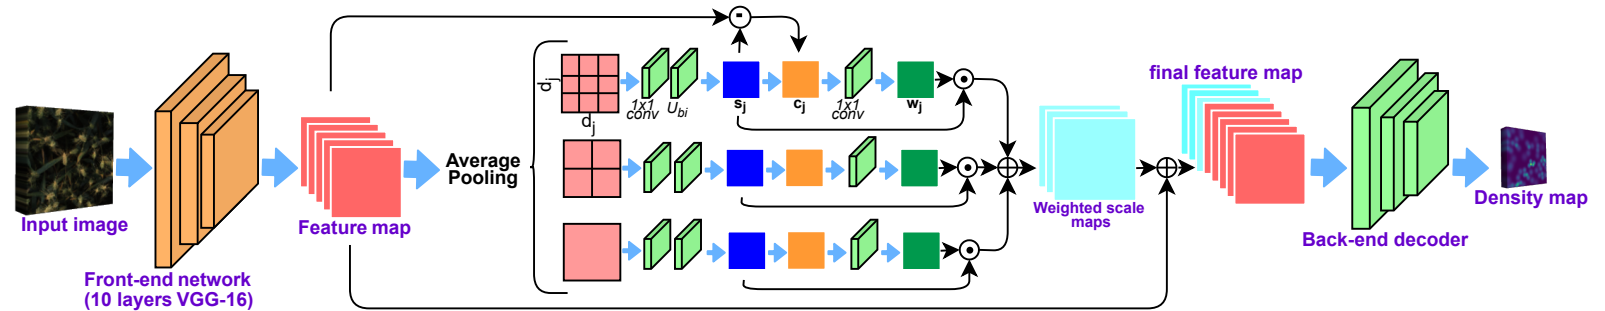 Input image
Front-end network
(10 layers VGG-16)
Feature map
Average
Pooling
dj
dj
1x1
conv
Ubi
-
sj
cj
1x1
conv
wj
Weighted scale
maps
final feature map
Back-end decoder
Density map